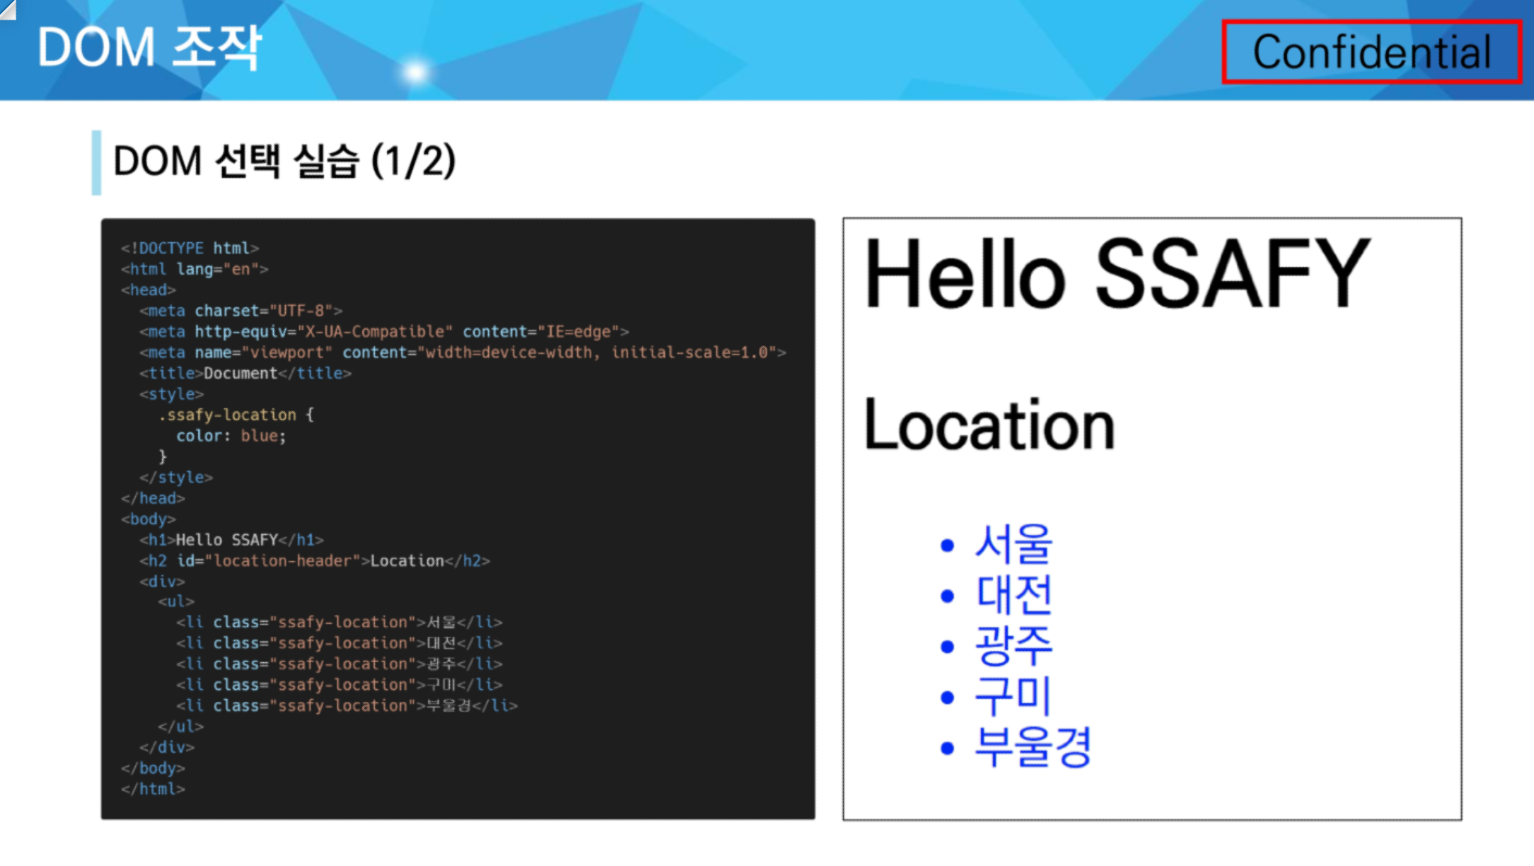 DOM 조작
Confidential
DOM 선택 실습 (1/2)
<!DOCTYPE html>
<html lang="en">
<head>
  <meta charset="UTF-8">
  <meta http-equiv="X-UA-Compatible" content="IE=edge">
  <meta name="viewport" content="width=device-width, initial-scale=1.0">
  <title>Document</title>
  <style>
    .ssafy-location {
      color: blue;
    }
  </style>
</head>
<body>
  <h1>Hello SSAFY</h1>
  <h2 id="location-header">Location</h2>
  <div>
    <ul>
      <li class="ssafy-location">서울</li>
      <li class="ssafy-location">대전</li>
      <li class="ssafy-location">광주</li>
      <li class="ssafy-location">구미</li>
      <li class="ssafy-location">부울경</li>
    </ul>
  </div>
</body>
</html>
Hello SSAFY
Location
• 서울
• 대전
• 광주
• 구미
• 부울경